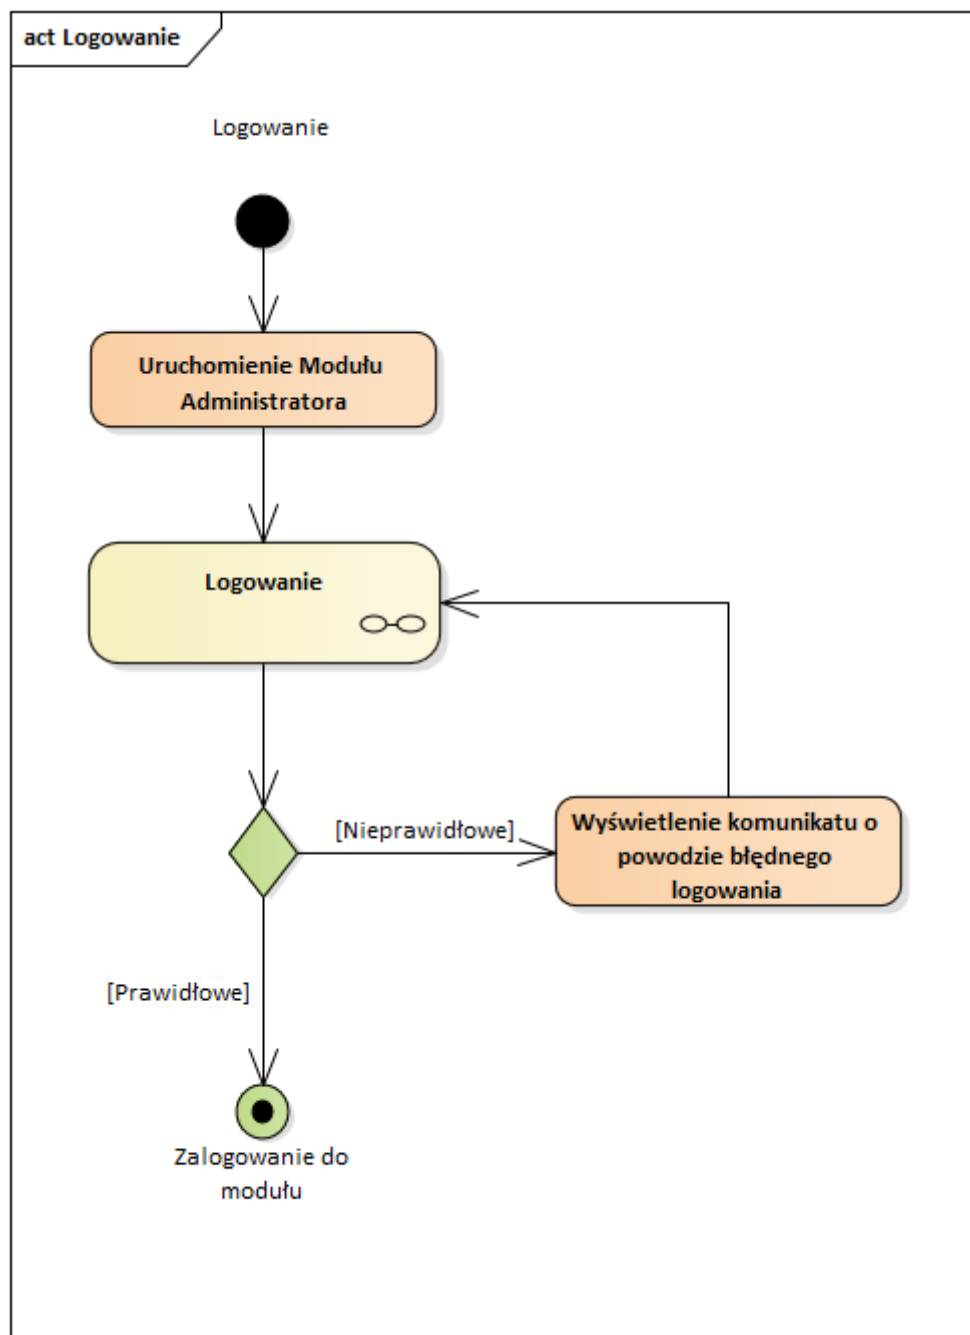 act Logowanie
Logowanie
Uruchomienie Modułu
Administratora
Logowanie
[Nieprawidłowe]
Wyświetlenie komunikatu o
powodzie błędnego
logowania
[Prawidłowe]
Zalogowanie do
modułu